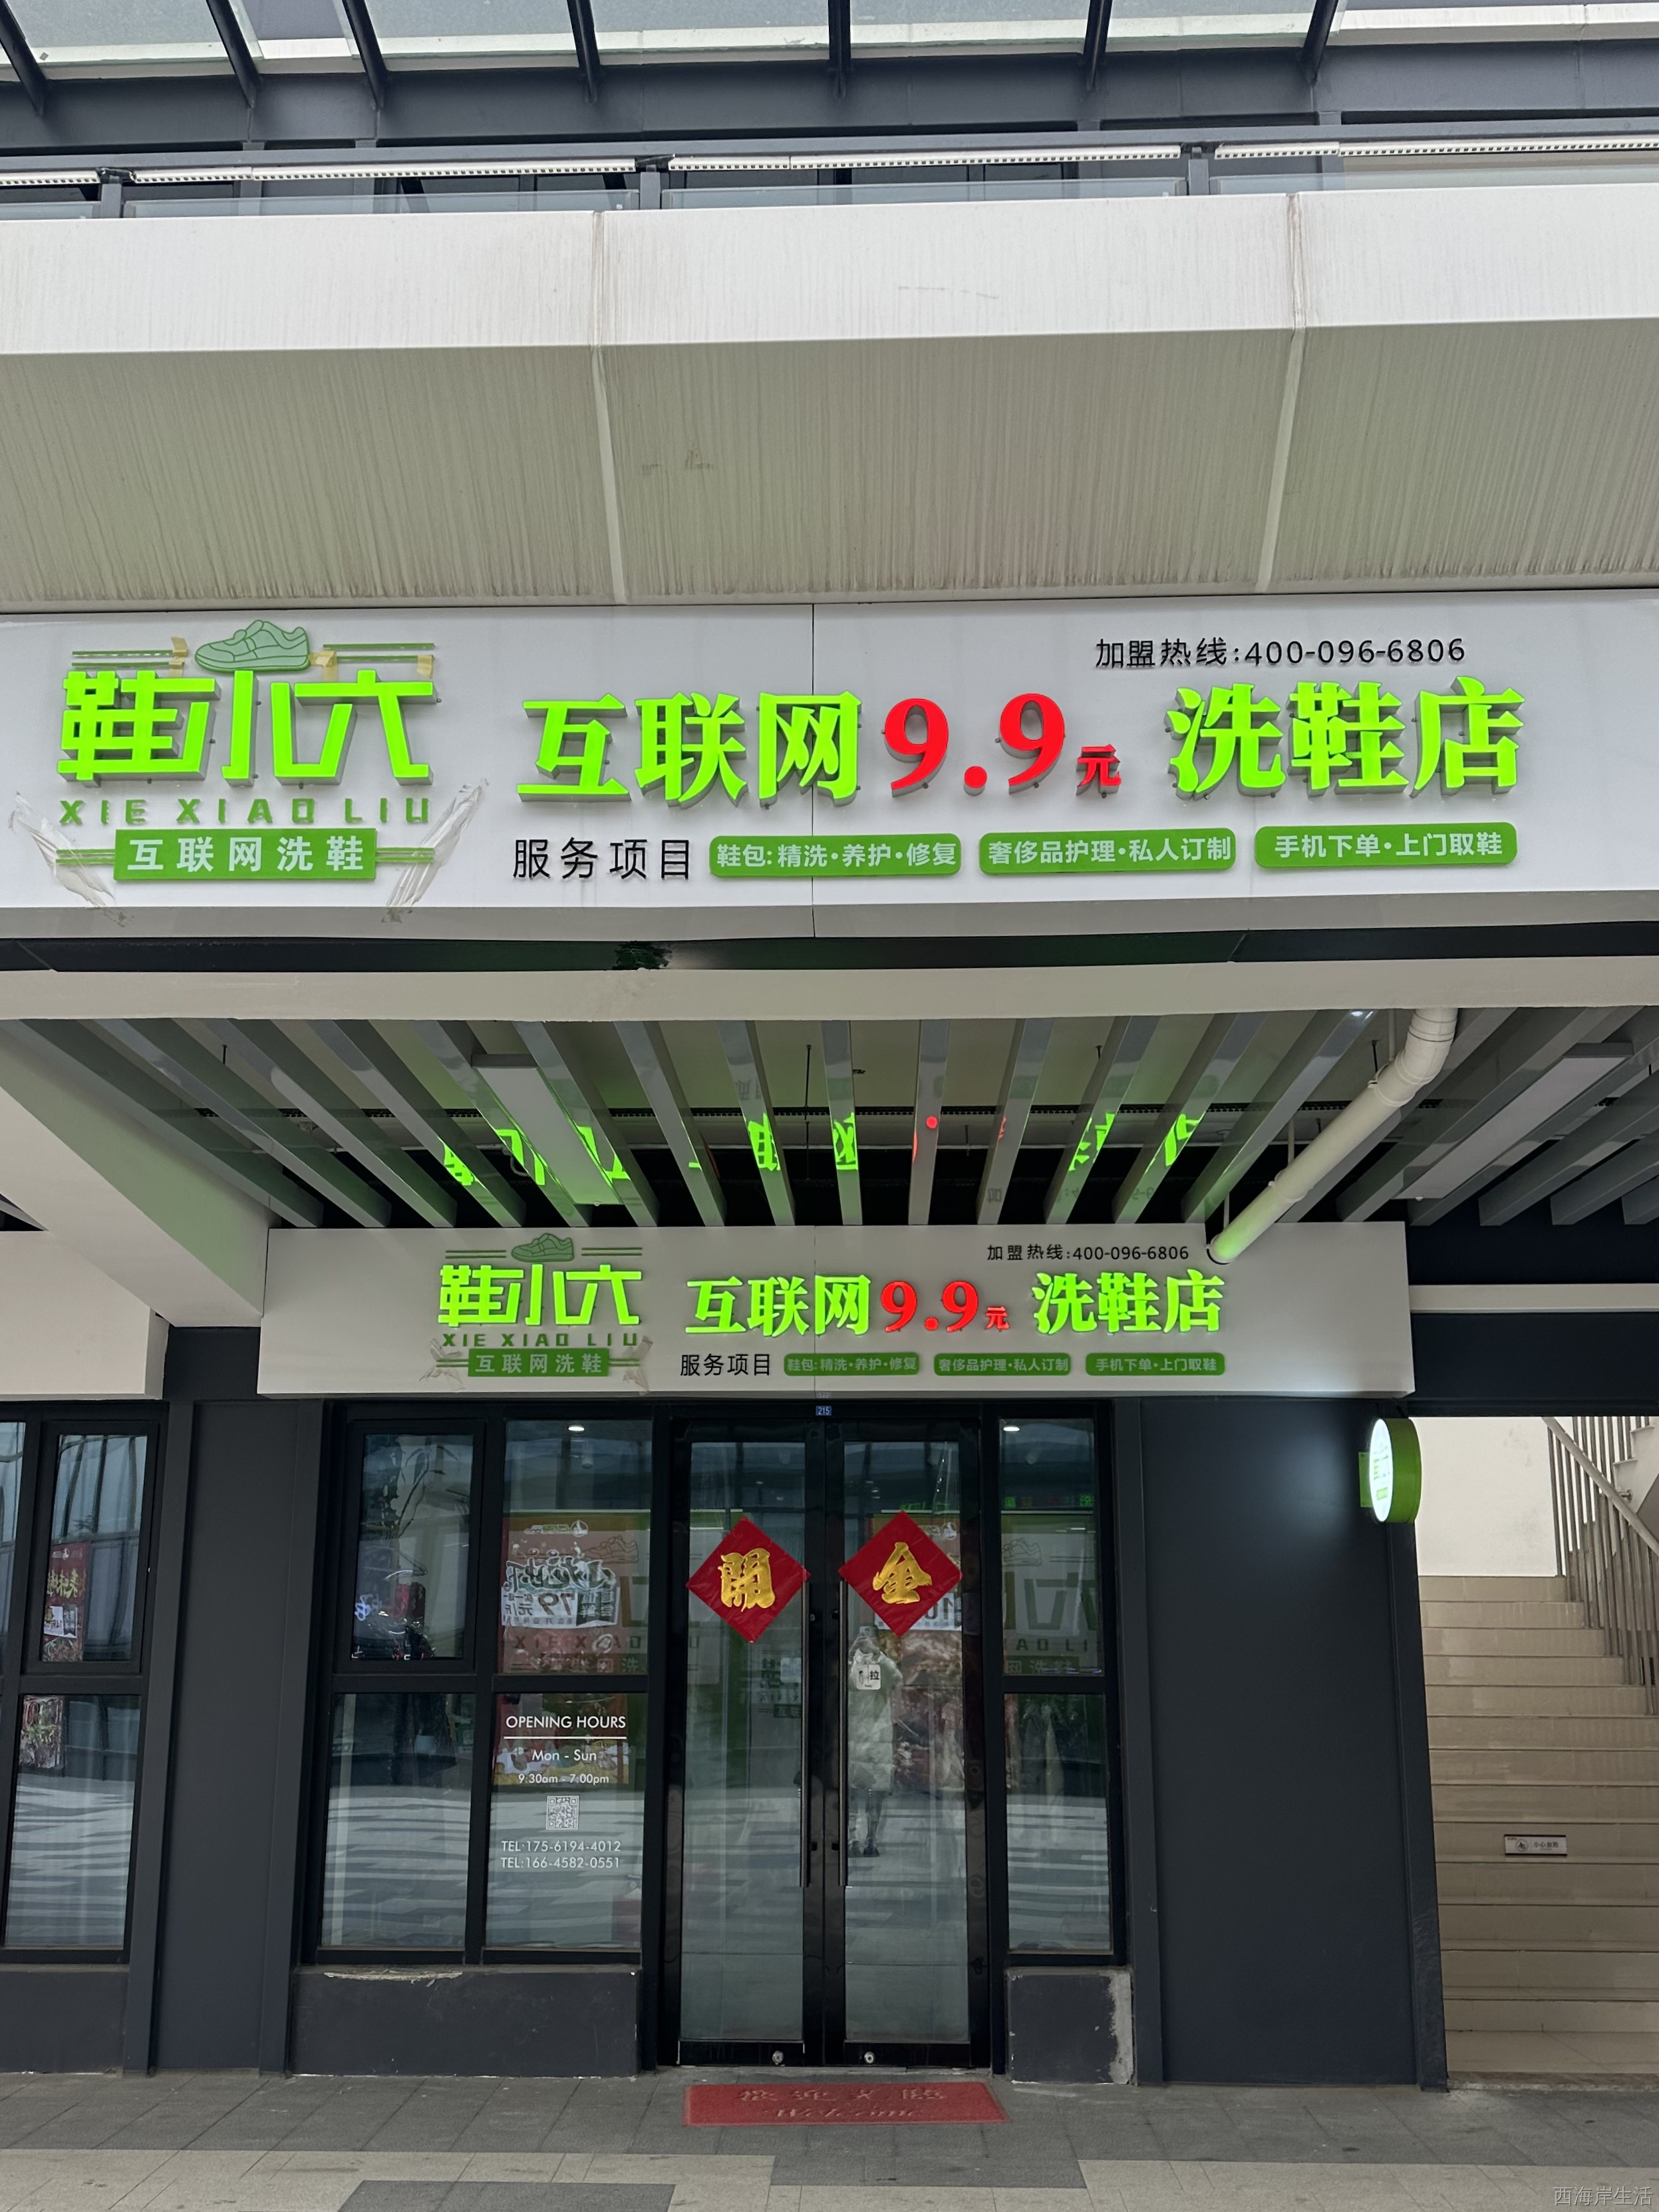 加盟热线:400-096-6806
鞋小六
XIE XIAO LIU
互联网洗鞋
互联网9.9元 洗鞋店
服务项目 鞋包:精洗·养护·修复 奢侈品护理·私人订制 手机下单·上门取鞋
加盟热线:400-096-6806
鞋小六
XIE XIAO LIU
互联网洗鞋
互联网9.9元 洗鞋店
服务项目 鞋包:精洗·养护·修复 奢侈品护理·私人订制 手机下单·上门取鞋
215
開 金
79元
拉
OPENING HOURS
Mon - Sun
9:30am - 7:00pm
TEL:175-6194-4012
TEL:166-4582-0551
西海岸生活